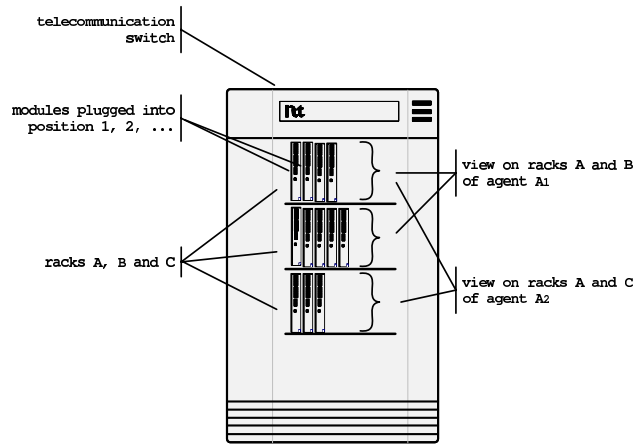 telecommunication
switch
modules plugged into
position 1, 2, ...
view on racks A and B
of agent A1
racks A, B and C
view on racks A and C
of agent A2